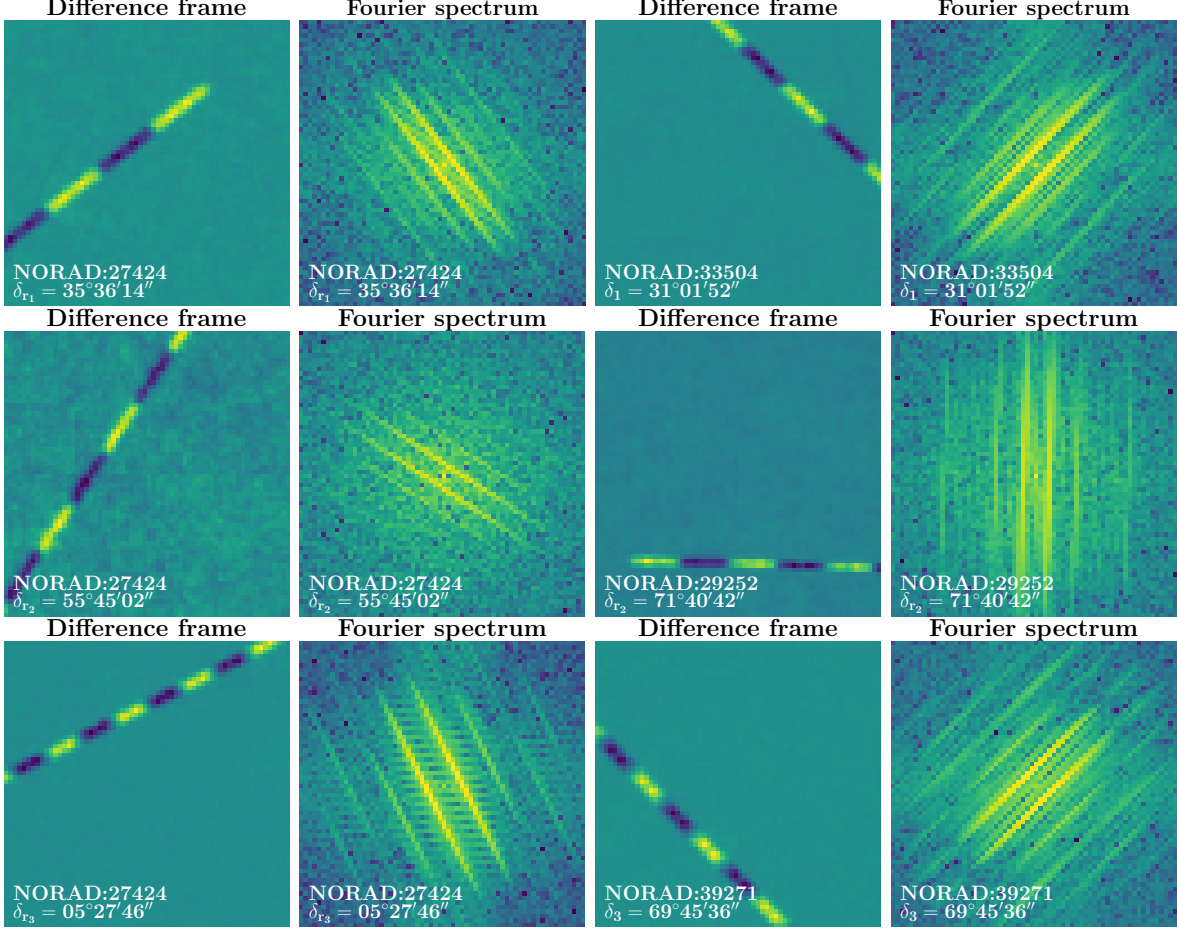 Difference frame
Fourier spectrum
Difference frame
Fourier spectrum
NORAD:27424
δr₁ = 35°36′14″
NORAD:27424
δr₁ = 35°36′14″
NORAD:33504
δ₁ = 31°01′52″
NORAD:33504
δ₁ = 31°01′52″
Difference frame
Fourier spectrum
Difference frame
Fourier spectrum
NORAD:27424
δr₂ = 55°45′02″
NORAD:27424
δr₂ = 55°45′02″
NORAD:29252
δr₂ = 71°40′42″
NORAD:29252
δr₂ = 71°40′42″
Difference frame
Fourier spectrum
Difference frame
Fourier spectrum
NORAD:27424
δr₃ = 05°27′46″
NORAD:27424
δr₃ = 05°27′46″
NORAD:39271
δ₃ = 69°45′36″
NORAD:39271
δ₃ = 69°45′36″